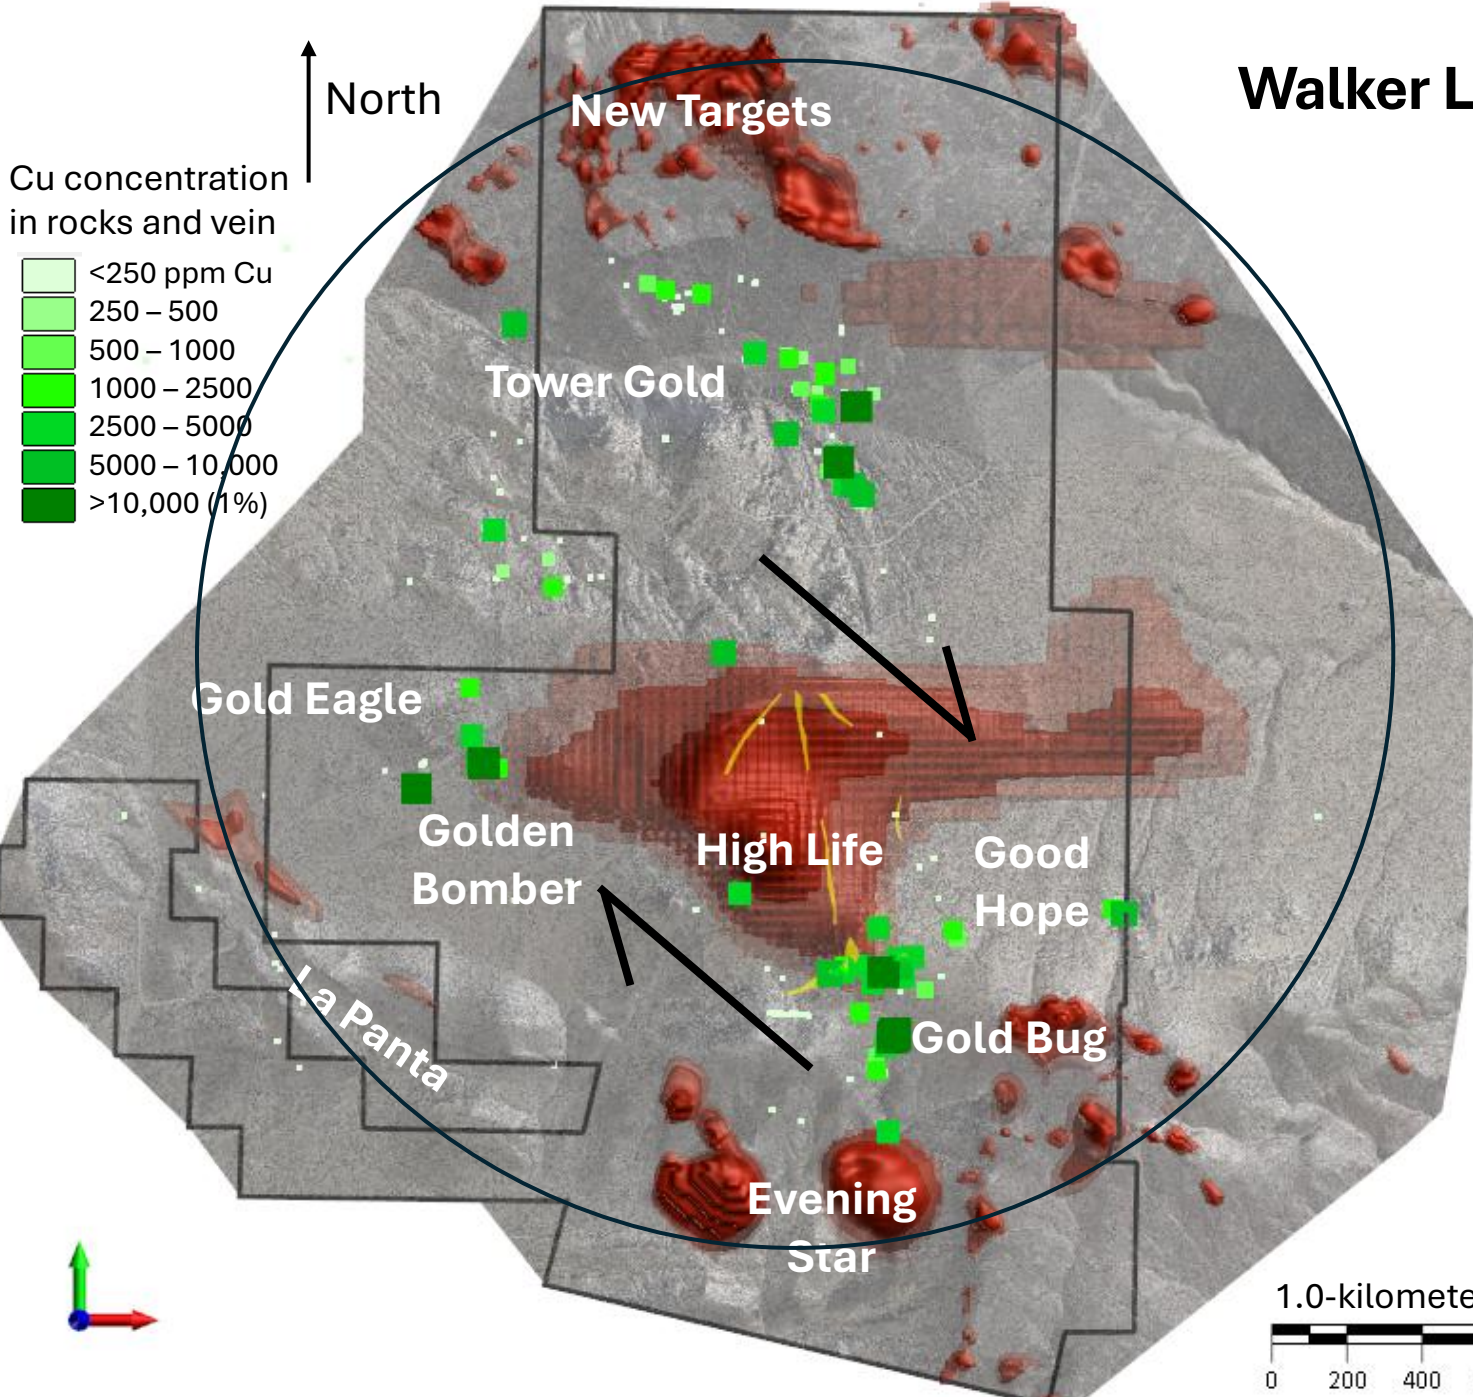 Walker L
North
Cu concentration
in rocks and vein
<250 ppm Cu
250 – 500
500 – 1000
1000 – 2500
2500 – 5000
5000 – 10,000
>10,000 (1%)
New Targets
Tower Gold
Gold Eagle
Golden
Bomber
High Life
Good
Hope
La Panta
Gold Bug
Evening
Star
1.0-kilomete
0 200 400